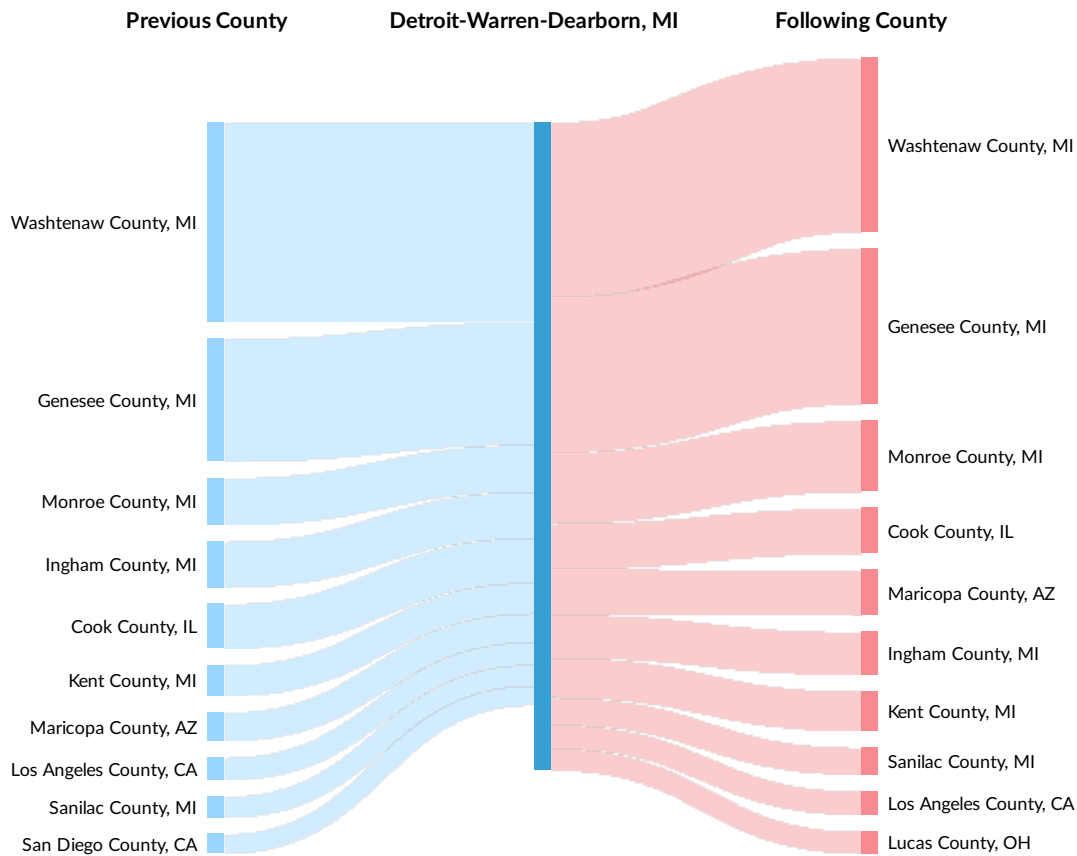 Previous County
Detroit-Warren-Dearborn, MI
Following County
Washtenaw County, MI
Genesee County, MI
Monroe County, MI
Ingham County, MI
Cook County, IL
Kent County, MI
Maricopa County, AZ
Los Angeles County, CA
Sanilac County, MI
San Diego County, CA
Washtenaw County, MI
Genesee County, MI
Monroe County, MI
Cook County, IL
Maricopa County, AZ
Ingham County, MI
Kent County, MI
Sanilac County, MI
Los Angeles County, CA
Lucas County, OH